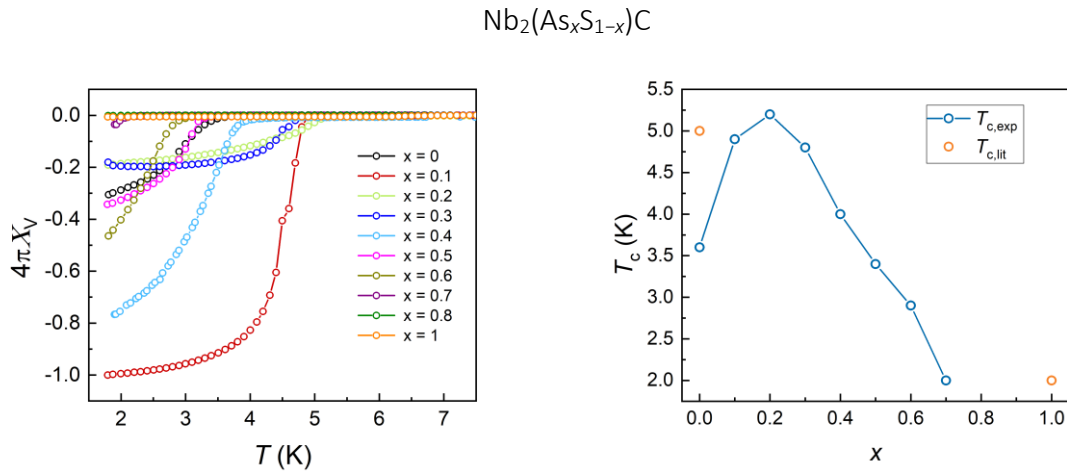 Nb₂(AsₓS₁₋ₓ)C
0.0
-0.2
-0.4
-0.6
-0.8
-1.0
4πXᵥ
2 3 4 5 6 7
T (K)
x = 0
x = 0.1
x = 0.2
x = 0.3
x = 0.4
x = 0.5
x = 0.6
x = 0.7
x = 0.8
x = 1
5.5
5.0
4.5
4.0
3.5
3.0
2.5
2.0
Tc (K)
0.0 0.2 0.4 0.6 0.8 1.0
x
Tc,exp
Tc,lit